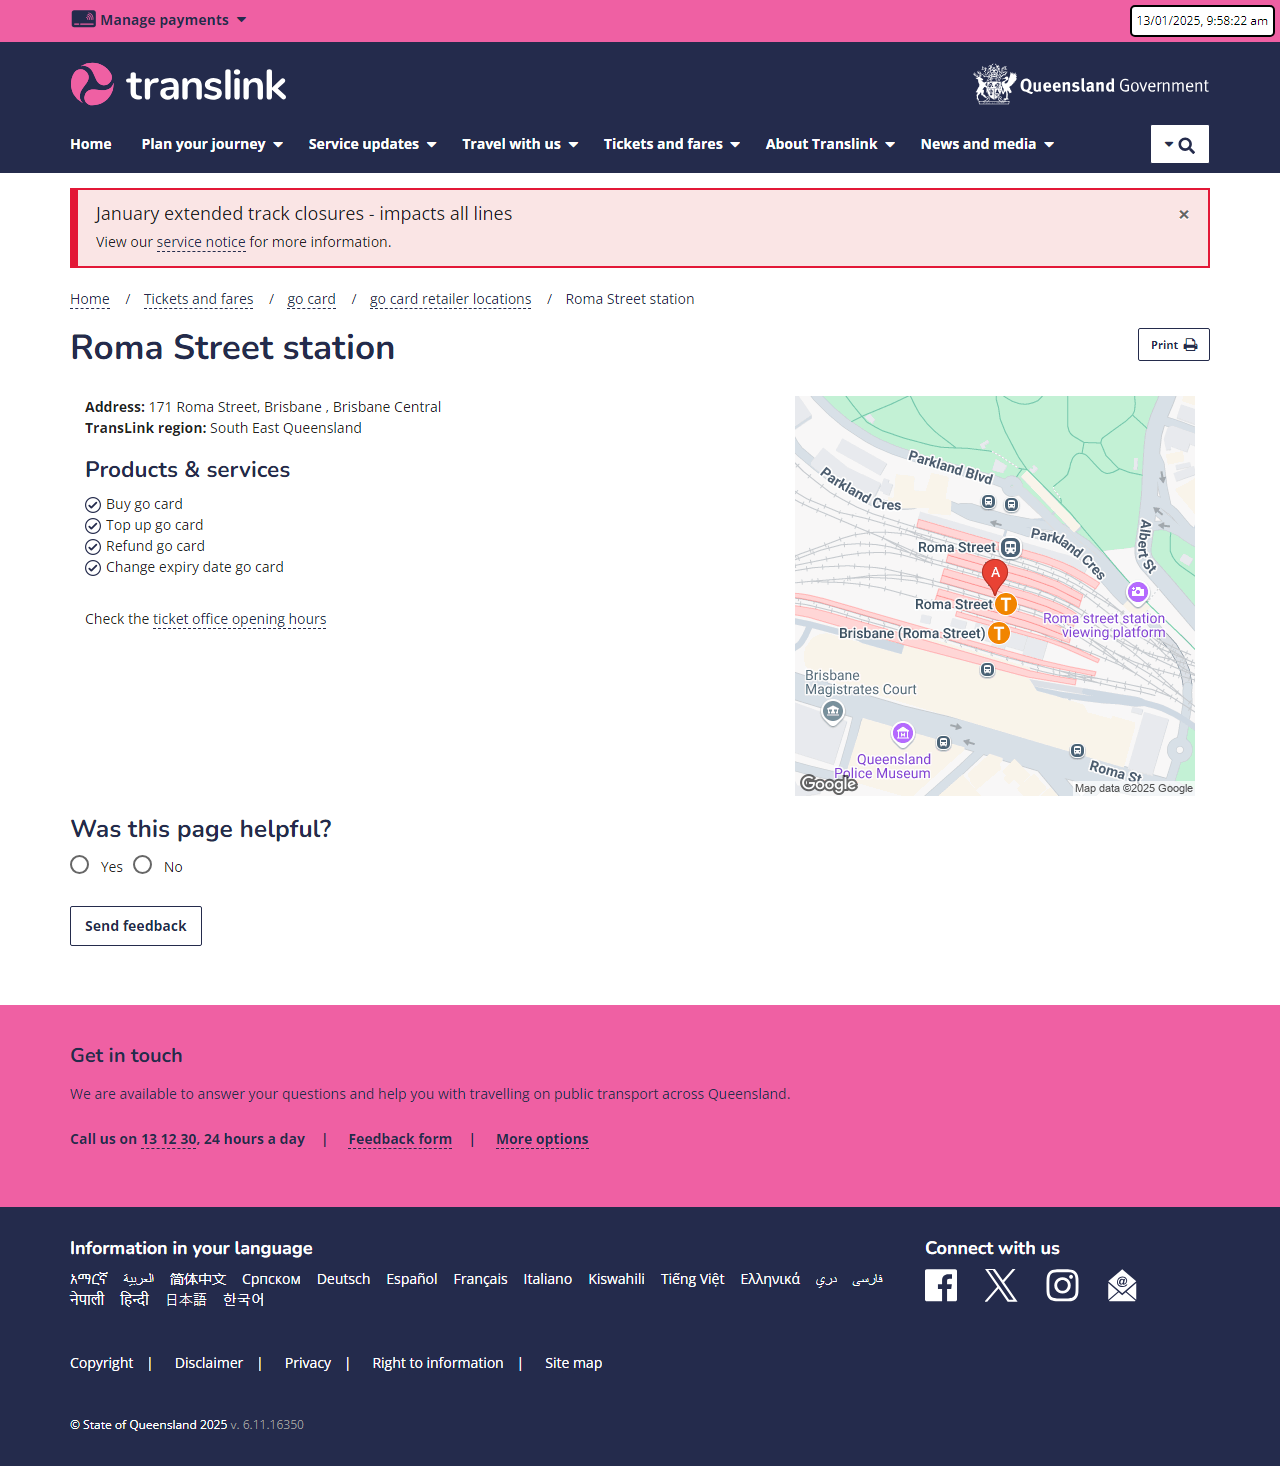 Manage payments
13/01/2025, 9:58:22 am
translink
Queensland Government
Home Plan your journey Service updates Travel with us Tickets and fares About Translink News and media
January extended track closures - impacts all lines
×
View our service notice for more information.
Home / Tickets and fares / go card / go card retailer locations / Roma Street station
Roma Street station
Print
Address: 171 Roma Street, Brisbane , Brisbane Central
TransLink region: South East Queensland
Products & services
Buy go card
Top up go card
Refund go card
Change expiry date go card
Check the ticket office opening hours
Parkland Blvd
Parkland Cres
Albert St
Roma Street
Parkland Cres
A
Roma Street T
Roma street station
viewing platform
Brisbane (Roma Street) T
Brisbane
Magistrates Court
Queensland
Police Museum
Roma St
Google
Map data ©2025 Google
Was this page helpful?
Yes No
Send feedback
Get in touch
We are available to answer your questions and help you with travelling on public transport across Queensland.
Call us on 13 12 30, 24 hours a day | Feedback form | More options
Information in your language
አማርኛ العربية 简体中文 Српском Deutsch Español Français Italiano Kiswahili Tiếng Việt Ελληνικά دري فارسی
नेपाली हिन्दी 日本語 한국어
Connect with us
Copyright | Disclaimer | Privacy | Right to information | Site map
© State of Queensland 2025 v. 6.11.16350